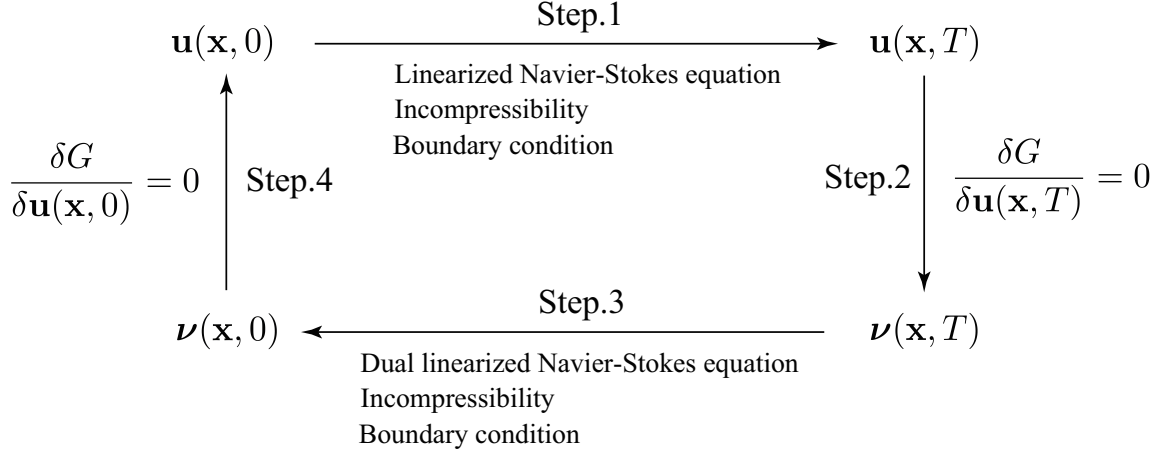 Step.1
u(x, 0)
u(x, T)
Linearized Navier-Stokes equation
Incompressibility
Boundary condition
δG/δu(x, 0) = 0
Step.4
Step.2
δG/δu(x, T) = 0
Step.3
ν(x, 0)
ν(x, T)
Dual linearized Navier-Stokes equation
Incompressibility
Boundary condition